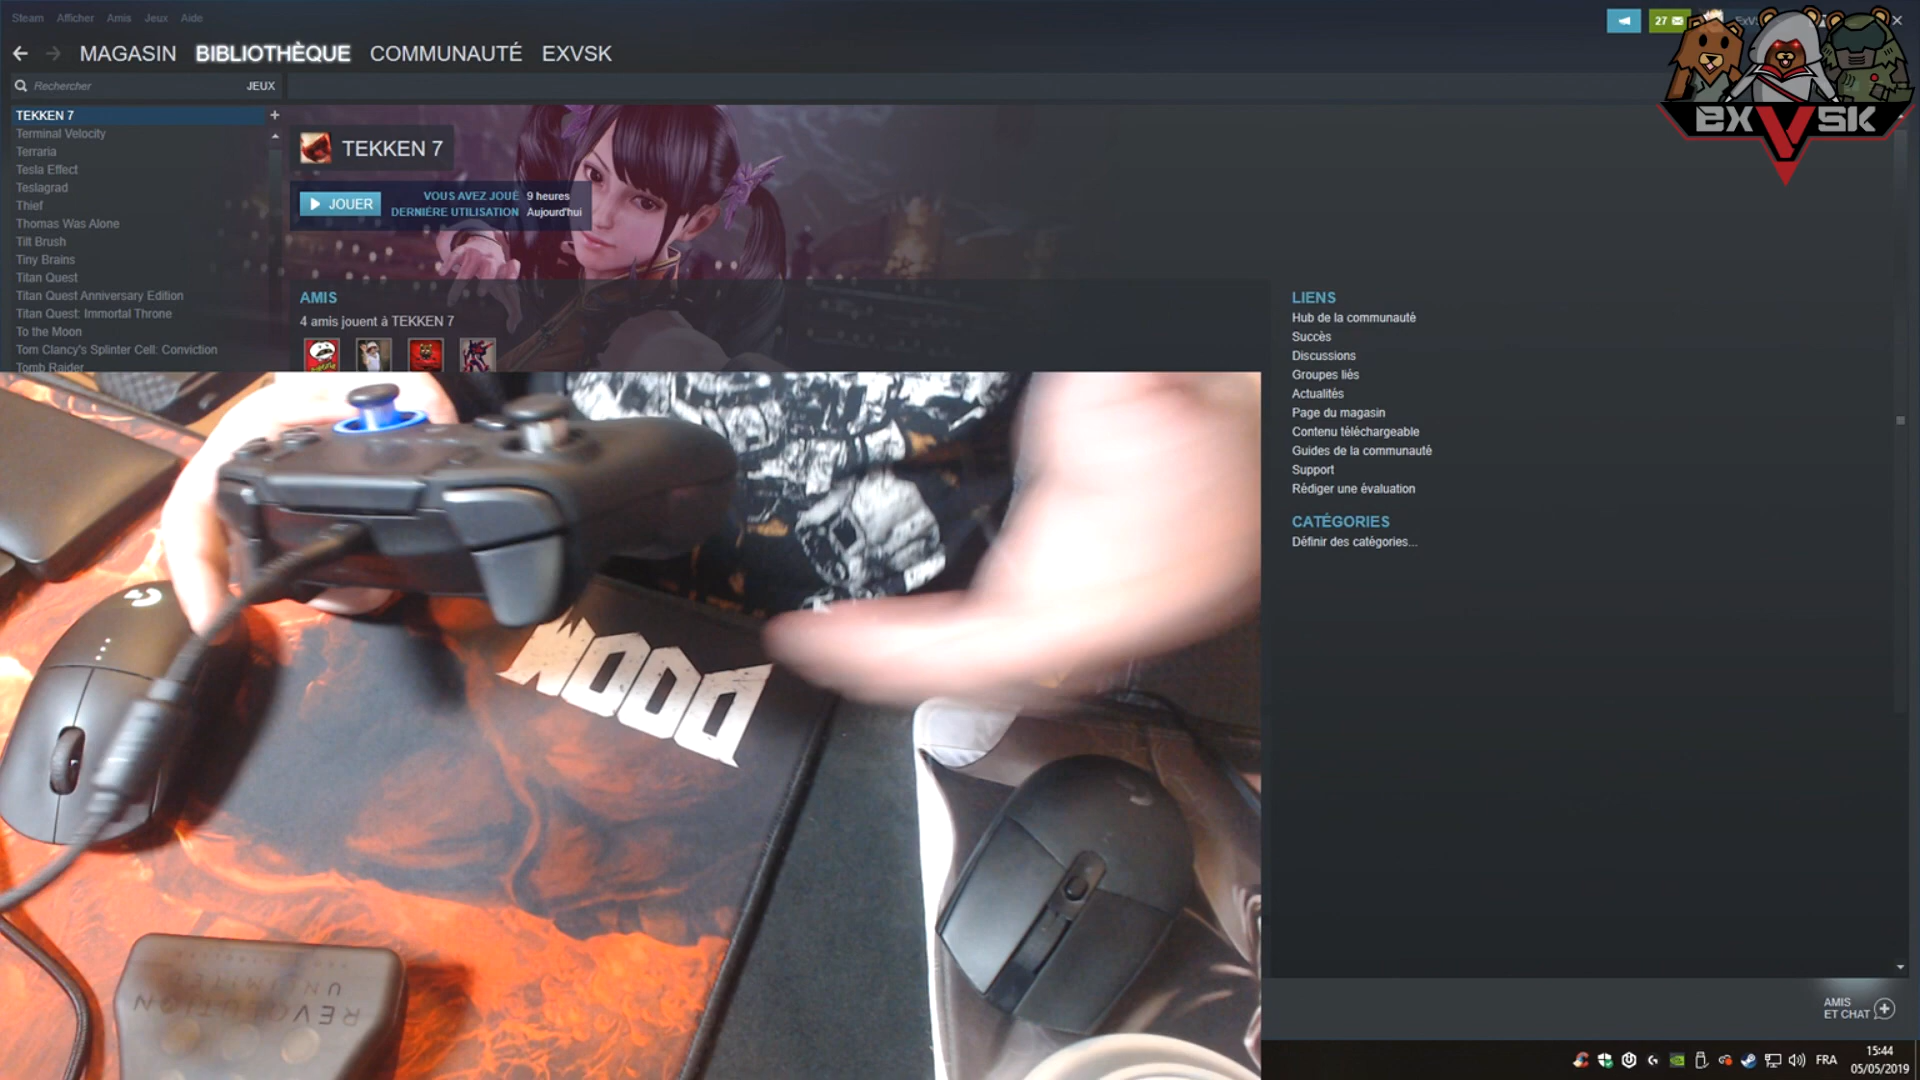 Steam Afficher Amis Jeux Aide
27
MAGASIN BIBLIOTHÈQUE COMMUNAUTÉ EXVSK
Rechercher JEUX
EXVSK
TEKKEN 7
Terminal Velocity
Terraria
Tesla Effect
Teslagrad
Thief
Thomas Was Alone
Tilt Brush
Tiny Brains
Titan Quest
Titan Quest Anniversary Edition
Titan Quest: Immortal Throne
To the Moon
Tom Clancy's Splinter Cell: Conviction
Tomb Raider
TEKKEN 7
JOUER
VOUS AVEZ JOUÉ 9 heures
DERNIÈRE UTILISATION Aujourd'hui
AMIS
4 amis jouent à TEKKEN 7
LIENS
Hub de la communauté
Succès
Discussions
Groupes liés
Actualités
Page du magasin
Contenu téléchargeable
Guides de la communauté
Support
Rédiger une évaluation
CATÉGORIES
Définir des catégories...
DOOM
REVOLUTION
UNLIMITED
AMIS
ET CHAT
FRA
15:44
05/05/2019